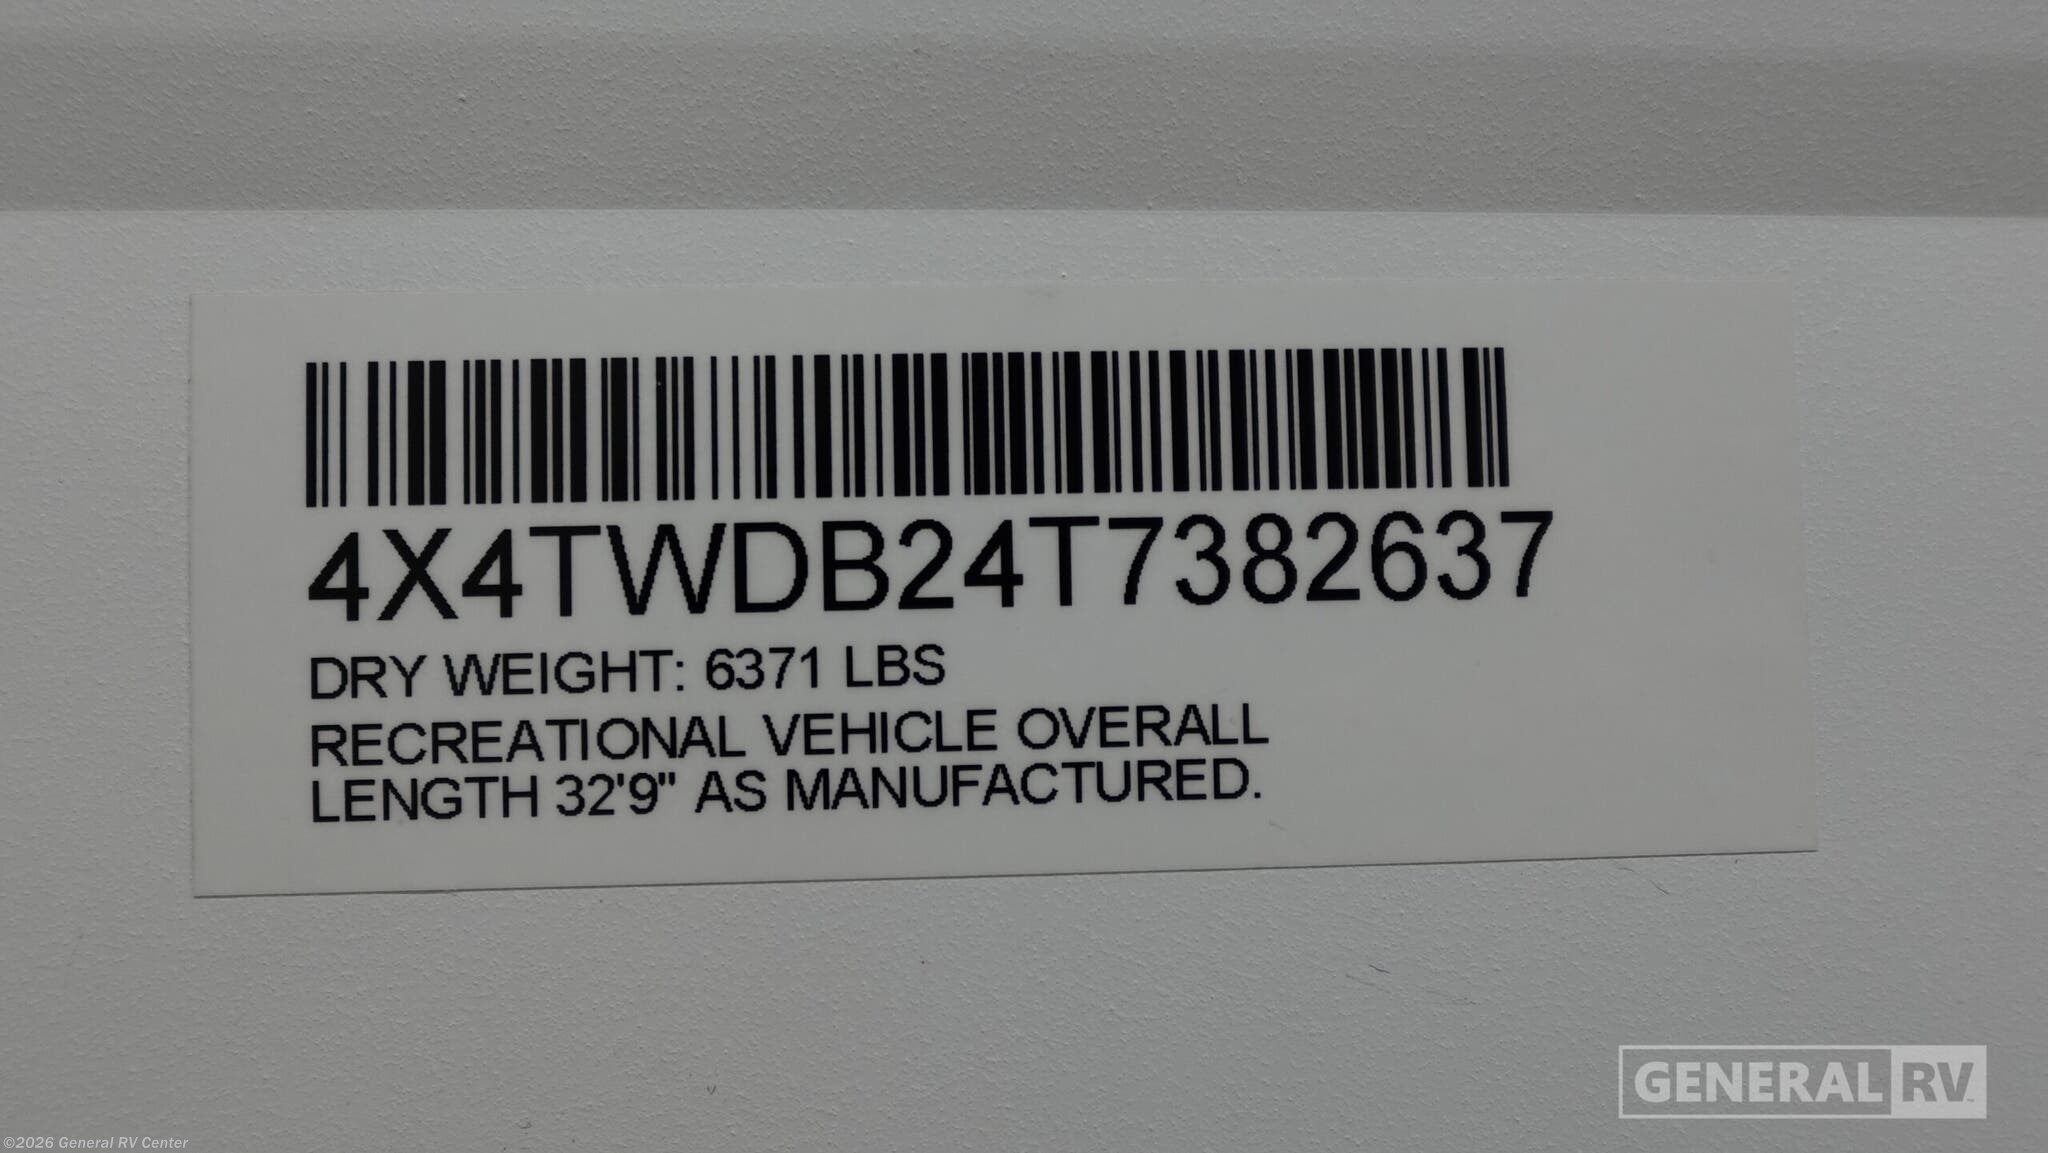 4X4TWDB24T7382637
DRY WEIGHT: 6371 LBS
RECREATIONAL VEHICLE OVERALL
LENGTH 32'9" AS MANUFACTURED.
GENERAL RV
©2026 General RV Center